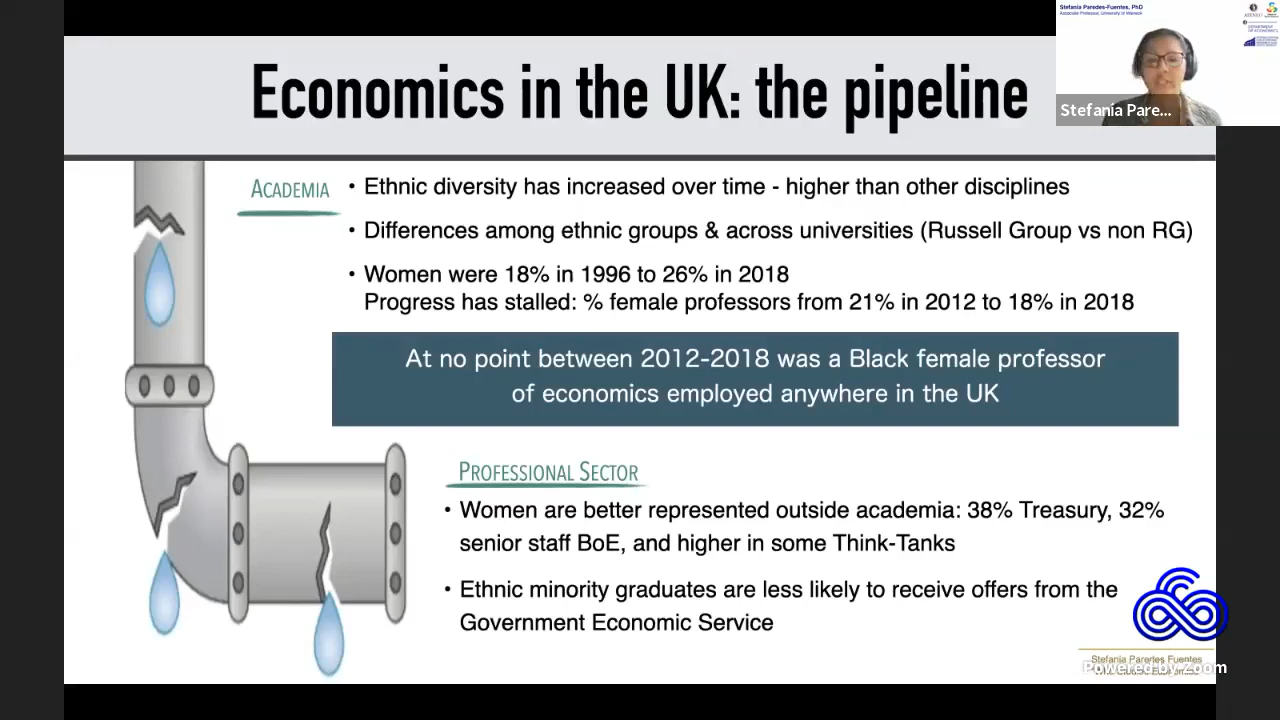 Stefania Paredes-Fuentes, PhD
Associate Professor, University of Warwick
DEPARTMENT
OF ECONOMICS
Stefania Pare...
Economics in the UK: the pipeline
ACADEMIA
• Ethnic diversity has increased over time - higher than other disciplines
• Differences among ethnic groups & across universities (Russell Group vs non RG)
• Women were 18% in 1996 to 26% in 2018
Progress has stalled: % female professors from 21% in 2012 to 18% in 2018
At no point between 2012-2018 was a Black female professor
of economics employed anywhere in the UK
PROFESSIONAL SECTOR
• Women are better represented outside academia: 38% Treasury, 32%
senior staff BoE, and higher in some Think-Tanks
• Ethnic minority graduates are less likely to receive offers from the
Government Economic Service
Stefania Paredes Fuentes
Powered by Zoom